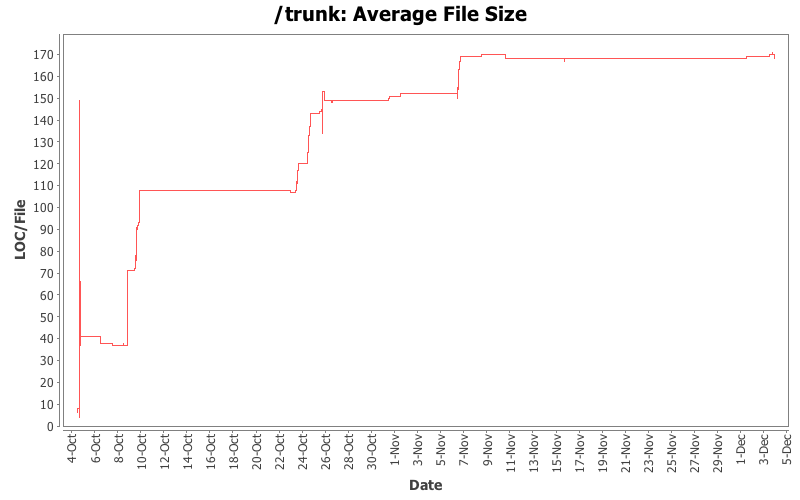 /trunk: Average File Size
LOC/File
170
160
150
140
130
120
110
100
90
80
70
60
50
40
30
20
10
0
4-Oct
6-Oct
8-Oct
10-Oct
12-Oct
14-Oct
16-Oct
18-Oct
20-Oct
22-Oct
24-Oct
26-Oct
28-Oct
30-Oct
1-Nov
3-Nov
5-Nov
7-Nov
9-Nov
11-Nov
13-Nov
15-Nov
17-Nov
19-Nov
21-Nov
23-Nov
25-Nov
27-Nov
29-Nov
1-Dec
3-Dec
5-Dec
Date